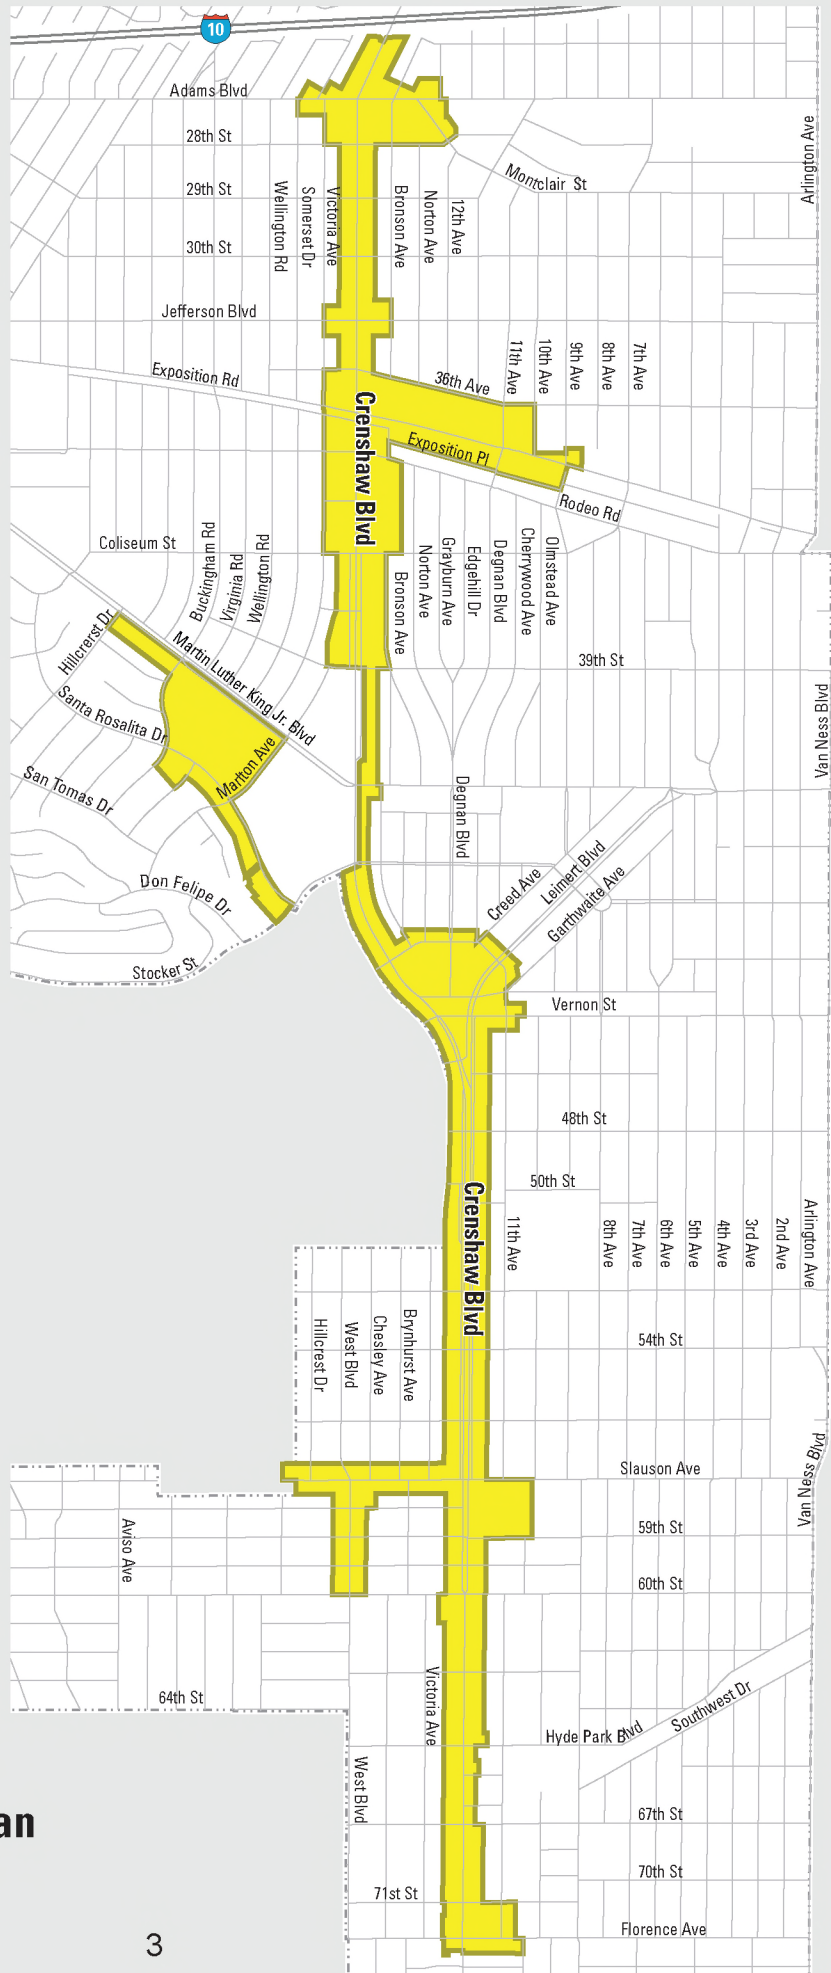 10
Adams Blvd
Arlington Ave
28th St
Montclair St
29th St
Wellington Rd
Somerset Dr
Victoria Ave
Bronson Ave
Norton Ave
12th Ave
30th St
Jefferson Blvd
Exposition Rd
36th Ave
11th Ave
10th Ave
9th Ave
8th Ave
7th Ave
Crenshaw Blvd
Exposition Pl
Rodeo Rd
Coliseum St
Buckingham Rd
Virginia Rd
Wellington Rd
Bronson Ave
Norton Ave
Grayburn Ave
Edgehill Dr
Degnan Blvd
Cherrywood Ave
Olmstead Ave
Hillcrerst Dr
Martin Luther King Jr. Blvd
39th St
Santa Rosalita Dr
Van Ness Blvd
Marlton Ave
San Tomas Dr
Degnan Blvd
Don Felipe Dr
Creed Ave
Leimert Blvd
Garthwaite Ave
Stocker St
Vernon St
48th St
50th St
Crenshaw Blvd
11th Ave
8th Ave
7th Ave
6th Ave
5th Ave
4th Ave
3rd Ave
2nd Ave
Arlington Ave
Hillcrest Dr
West Blvd
Chesley Ave
Brynhurst Ave
54th St
Slauson Ave
Van Ness Blvd
Aviso Ave
59th St
60th St
Victoria Ave
64th St
Southwest Dr
Hyde Park Blvd
West Blvd
an
67th St
70th St
71st St
Florence Ave
3